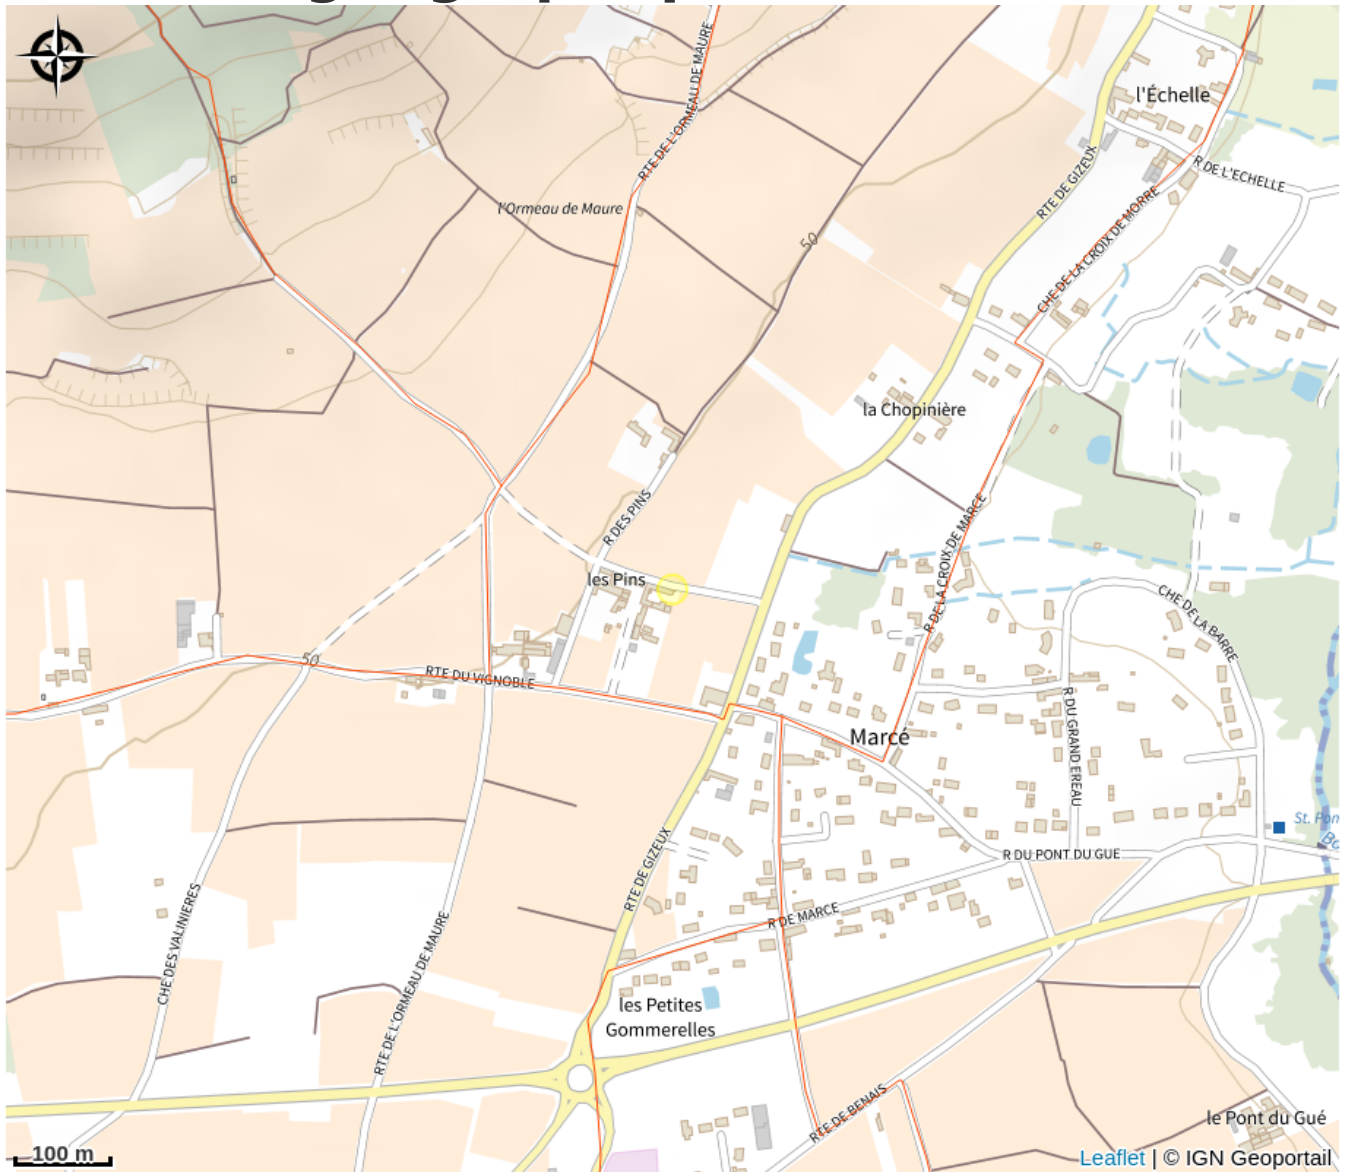 l'Échelle
RTE DE L'ORMEAU DE MAURE
RTE DE GIZEUX
R DE L'ECHELLE
l'Ormeau de Maure
CHE DE LA CROIX DE MORRE
50
la Chopinière
R DES PINS
R DE LA CROIX DE MARCE
les Pins
CHE DE LA BARRE
50
RTE DU VIGNOBLE
R DU GRAND EREAU
Marcé
St. Pom
RTE DE GIZEUX
R DU PONT DU GUE
CHE DES VALINIERES
R DE MARCE
RTE DE L'ORMEAU DE MAURE
les Petites
Gommerelles
RTE DE BENAIS
le Pont du Gué
100 m
Leaflet | © IGN Geoportail